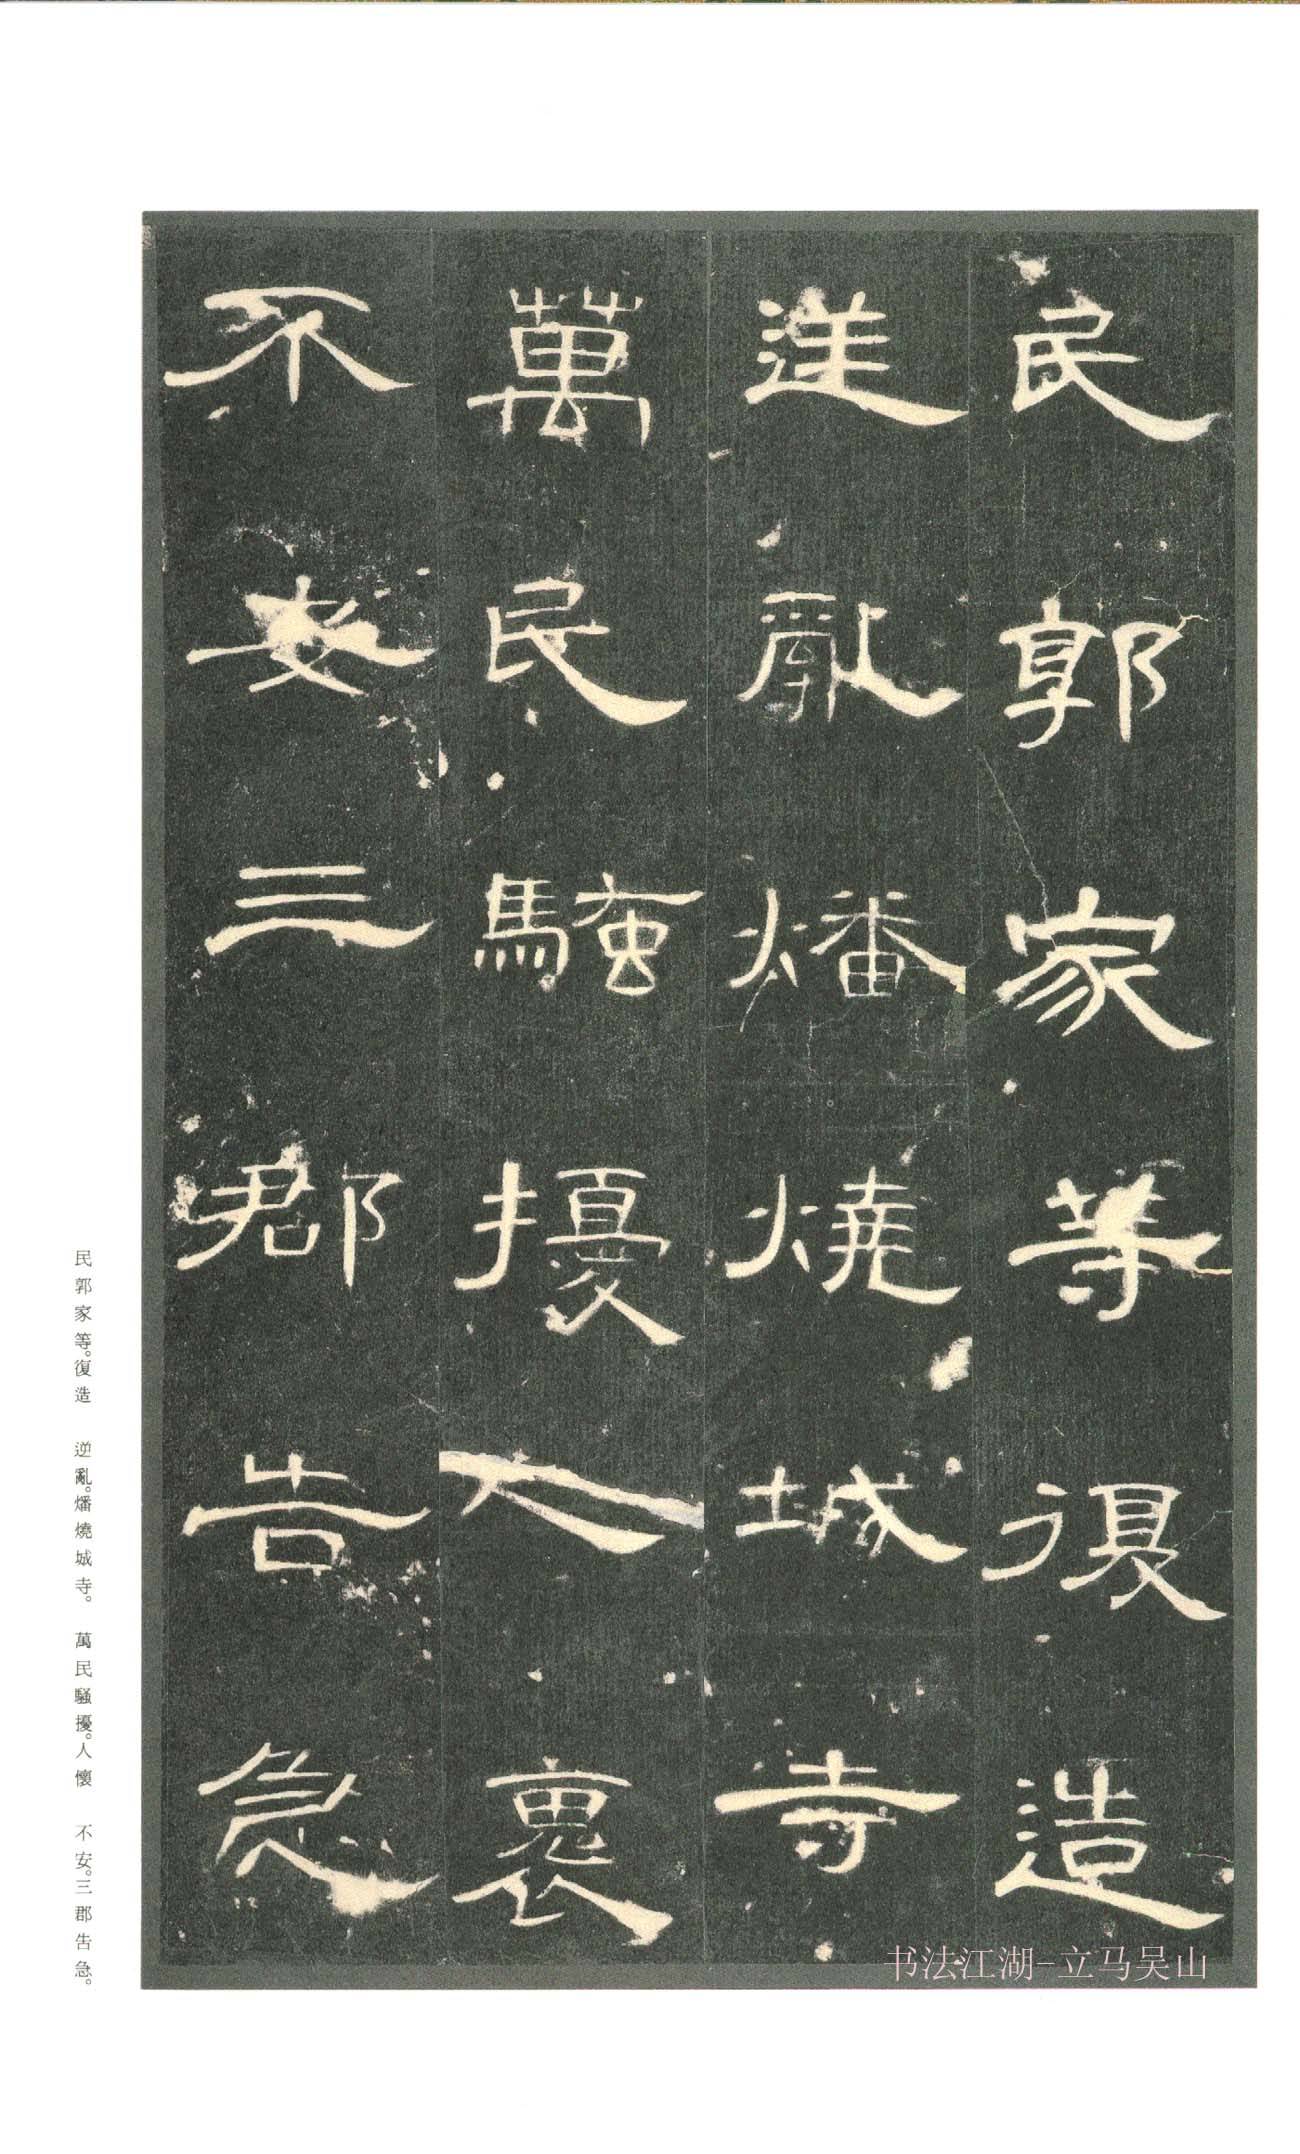 民郭家等復造
逆亂燔燒城寺
萬民騷擾人褱
不安三郡告急
民郭家等。復造 逆亂。燔燒城寺。 萬民騷擾。人懷 不安。三郡告急。
书法江湖-立马吴山